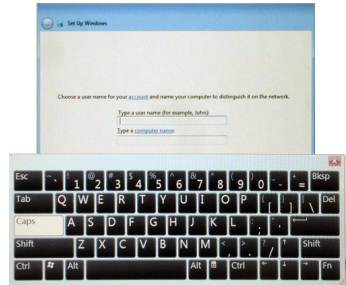 Set Up Windows
Choose a user name for your account and name your computer to distinguish it on the network.
Type a user name (for example, John):
Type a computer name:
Esc ~ ` ! 1 @ 2 # 3 $ 4 % 5 ^ 6 & 7 * 8 ( 9 ) 0 _ - + = Bksp
Tab Q W E R T Y U I O P { [ } ] | \ Del
Caps A S D F G H J K L : ; " '
Shift Z X C V B N M < , > . ? / ↑ Shift
Ctrl Alt Alt Ctrl ← ↓ → Fn